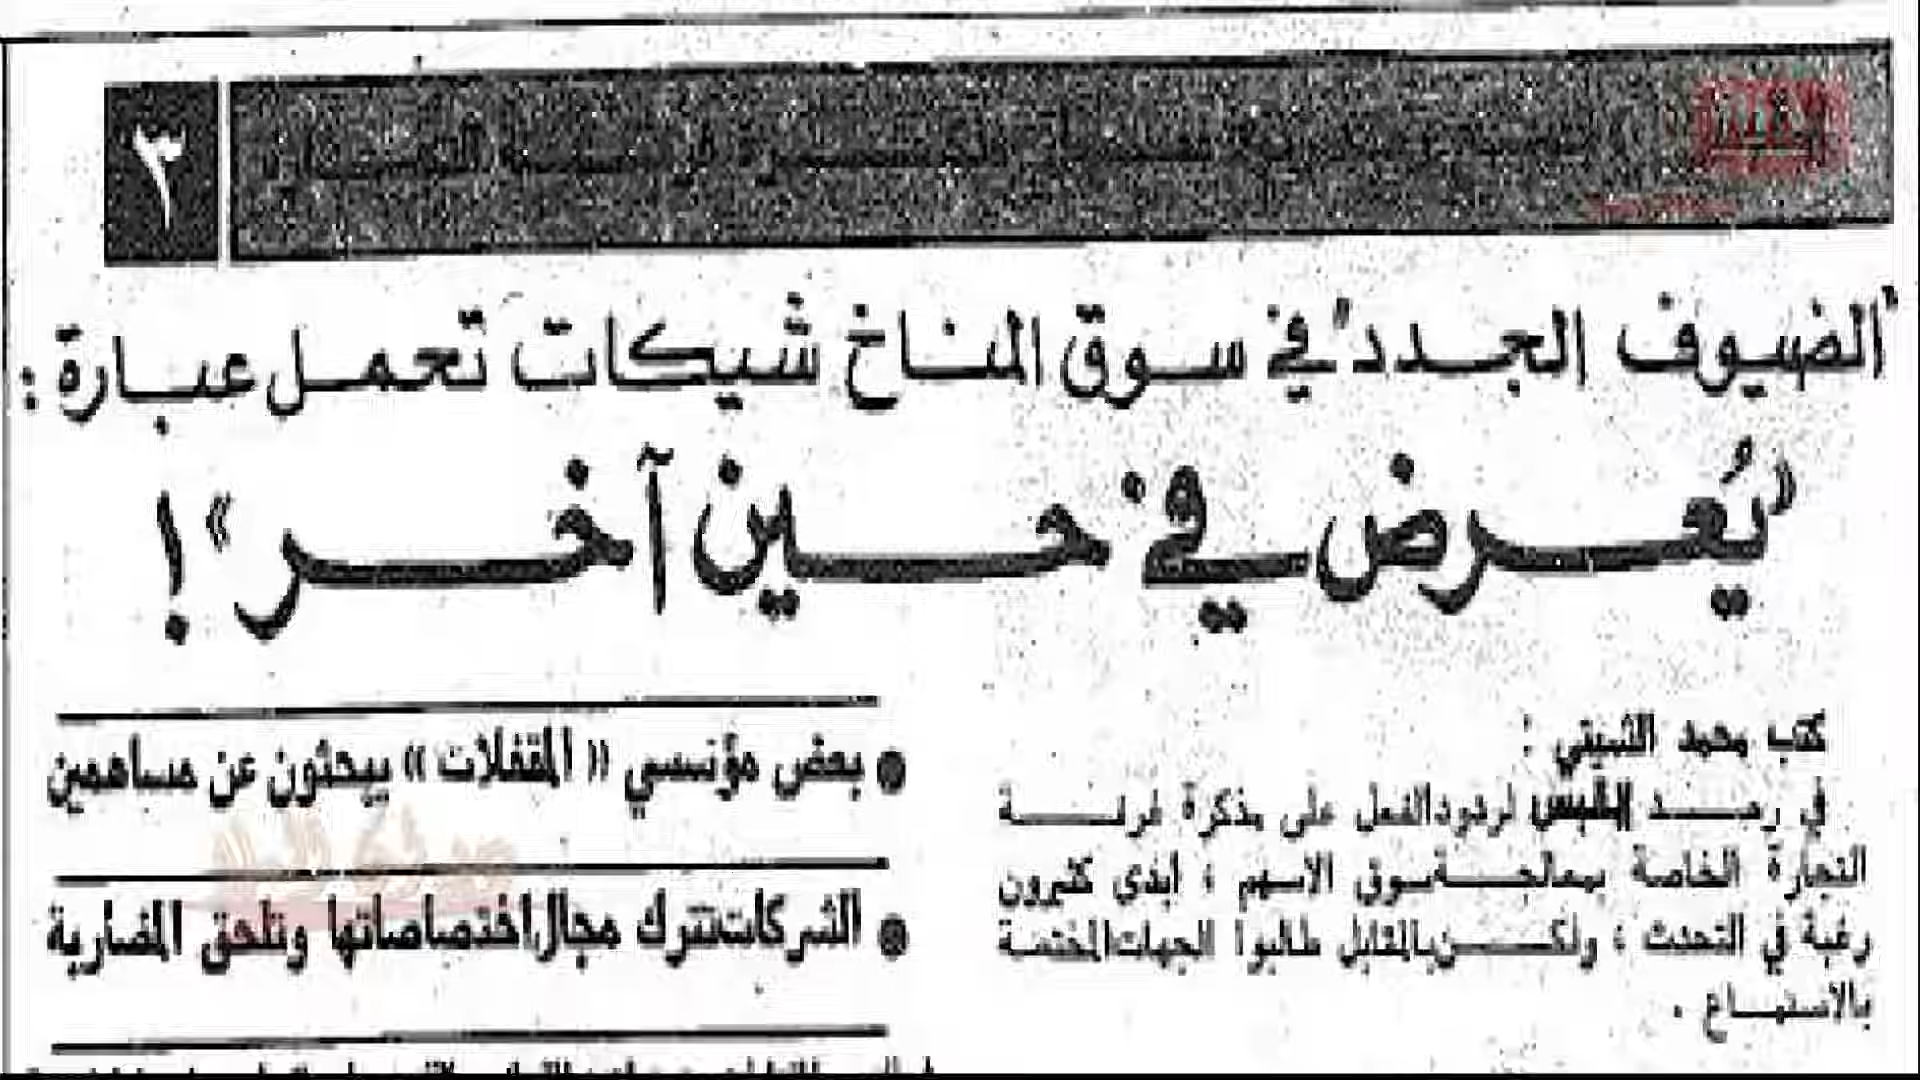 ٣
"الضيوف الجدد" في سوق المناخ شيكات تحمل عبارة :
«يُعرض في حين آخر» !
كتب محمد الثبيتي :
في رصد القبس لردود الفعل على مذكرة غرفة
التجارة الخاصة بمعالجة سوق الاسهم ، أبدى كثيرون
رغبة في التحدث ، ولكن بالمقابل طالبوا الجهات المختصة
بالاستماع .
● بعض مؤسسي «المقفلات» يبحثون عن مساهمين
● الشركات تترك مجال اختصاصاتها وتلحق المضاربة